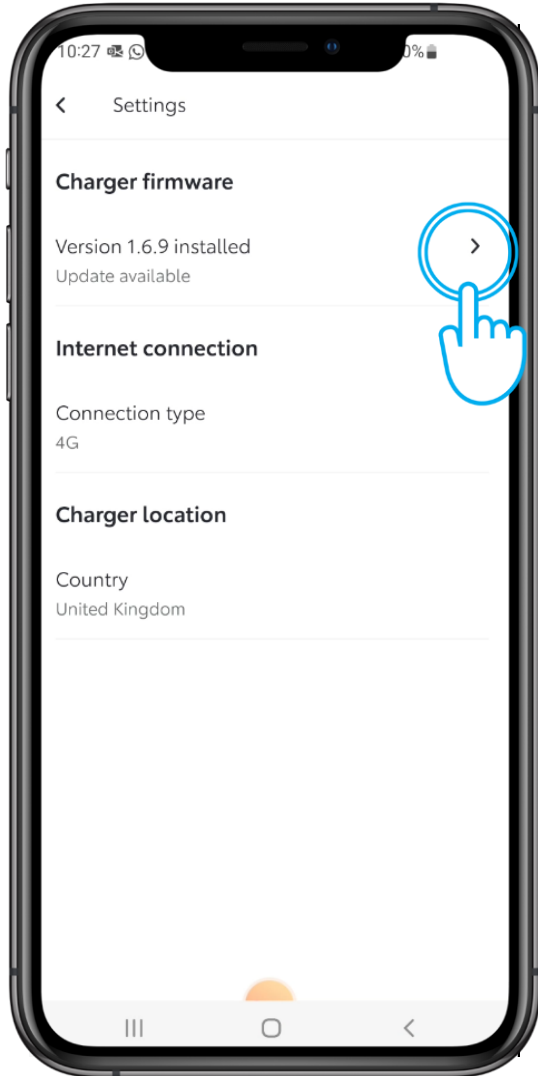 10:27
0%
Settings
Charger firmware
Version 1.6.9 installed
Update available
Internet connection
Connection type
4G
Charger location
Country
United Kingdom